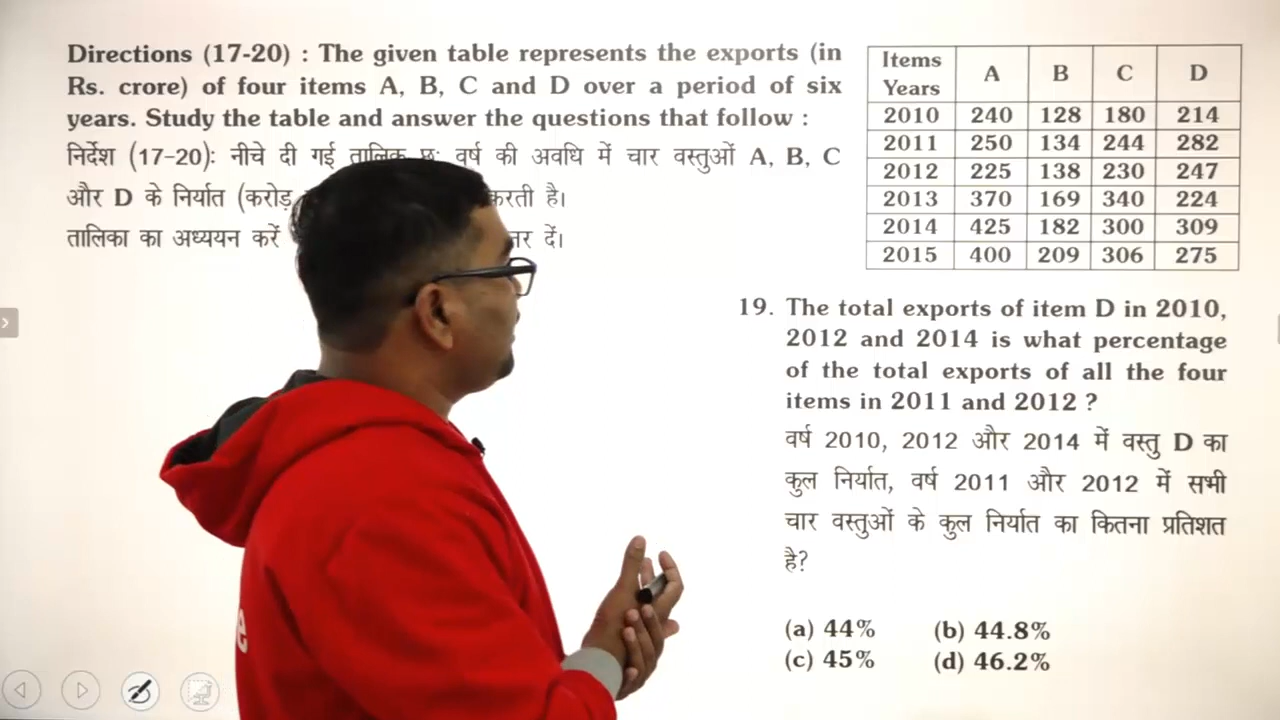 Directions (17-20) : The given table represents the exports (in
Rs. crore) of four items A, B, C and D over a period of six
years. Study the table and answer the questions that follow :
निर्देश (17-20): नीचे दी गई तालिक छः वर्ष की अवधि में चार वस्तुओं A, B, C
और D के निर्यात (करोड़ करती है।
तालिका का अध्ययन करें दें।
Items
Years A B C D
2010 240 128 180 214
2011 250 134 244 282
2012 225 138 230 247
2013 370 169 340 224
2014 425 182 300 309
2015 400 209 306 275
19. The total exports of item D in 2010,
2012 and 2014 is what percentage
of the total exports of all the four
items in 2011 and 2012 ?
वर्ष 2010, 2012 और 2014 में वस्तु D का
कुल निर्यात, वर्ष 2011 और 2012 में सभी
चार वस्तुओं के कुल निर्यात का कितना प्रतिशत
है?
(a) 44% (b) 44.8%
(c) 45% (d) 46.2%